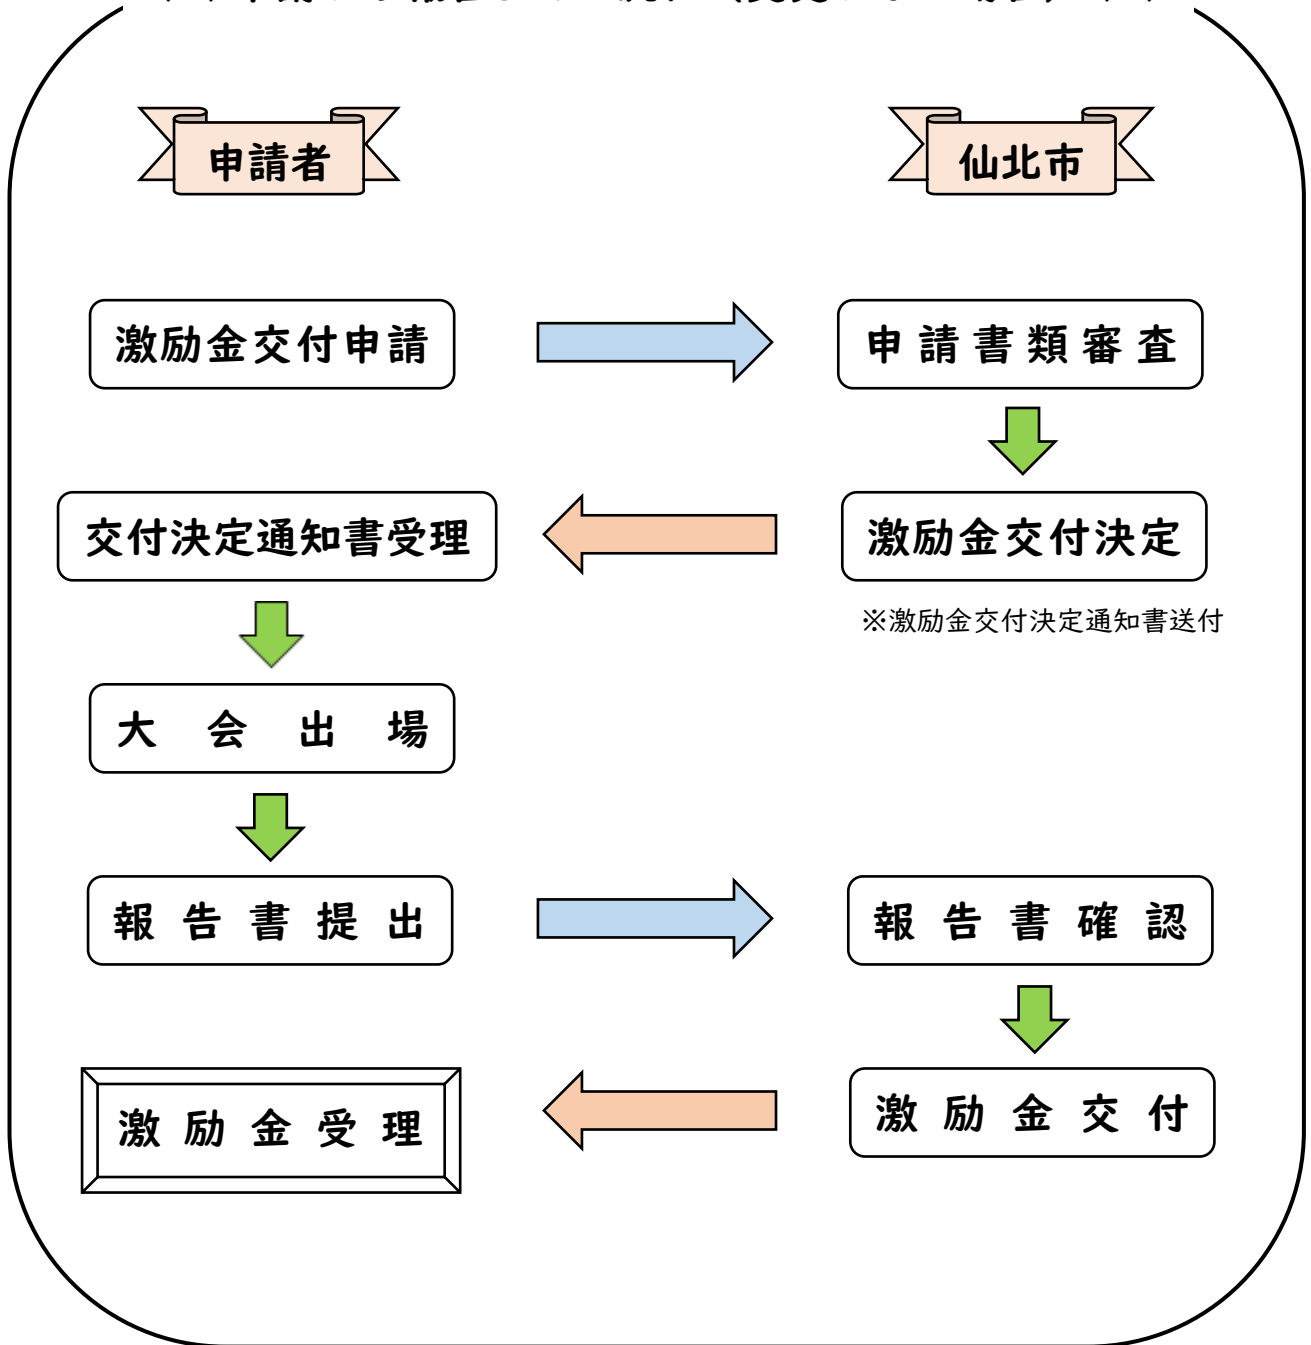 申請者
仙北市
激励金交付申請
申請書類審査
交付決定通知書受理
激励金交付決定
※激励金交付決定通知書送付
大会出場
報告書提出
報告書確認
激励金受理
激励金交付